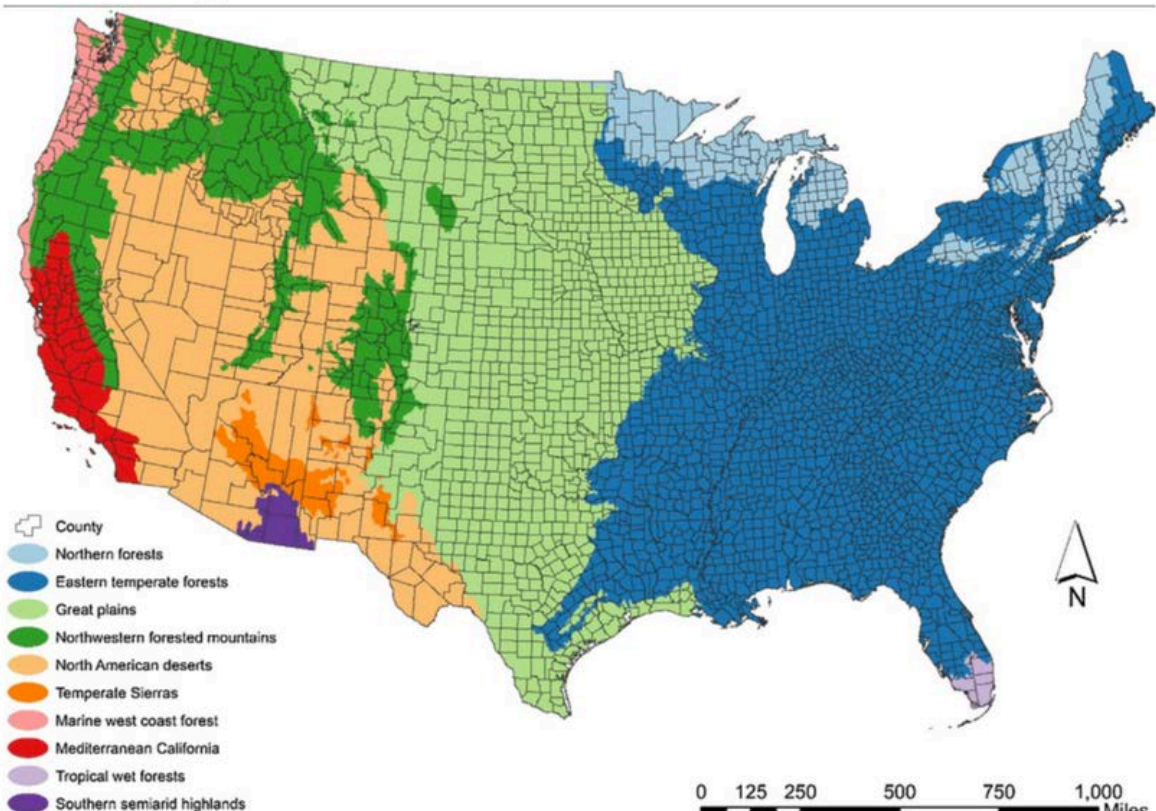 County
Northern forests
Eastern temperate forests
Great plains
Northwestern forested mountains
North American deserts
Temperate Sierras
Marine west coast forest
Mediterranean California
Tropical wet forests
Southern semiarid highlands
N
0 125 250 500 750 1,000
Miles